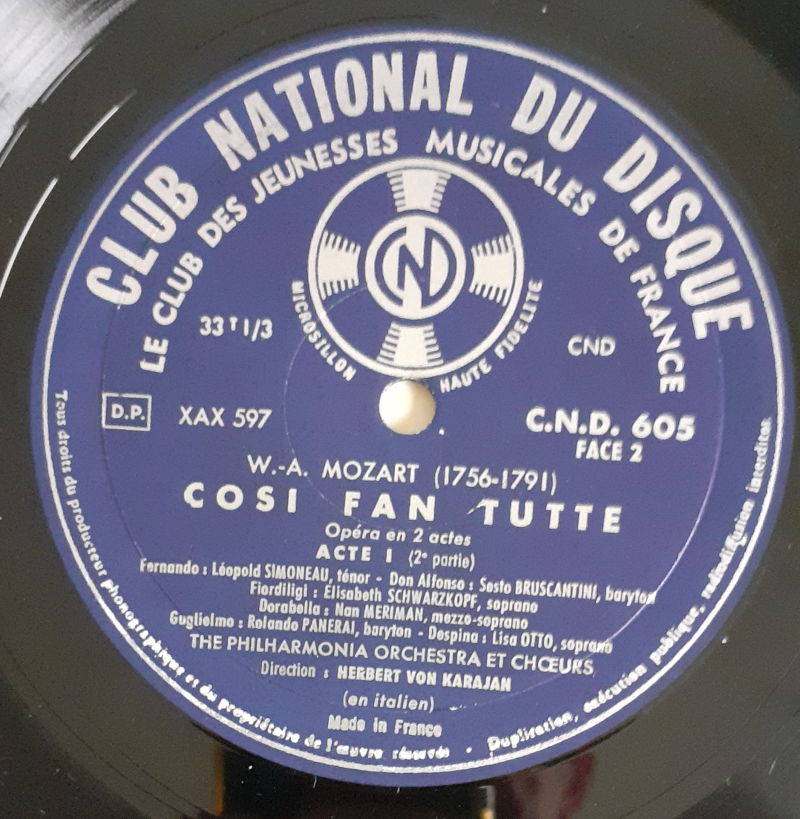 CLUB NATIONAL DU DISQUE
LE CLUB DES JEUNESSES MUSICALES DE FRANCE
N
MICROSILLON HAUTE FIDELITE
33 T 1/3
CND
D.P.
XAX 597
C.N.D. 605
FACE 2
W.-A. MOZART (1756-1791)
COSI FAN TUTTE
Opéra en 2 actes
ACTE I (2e partie)
Fernando : Léopold SIMONEAU, ténor - Don Alfonso : Sesto BRUSCANTINI, baryton
Fiordiligi : Élisabeth SCHWARZKOPF, soprano
Dorabella : Nan MERIMAN, mezzo-soprano
Guglielmo : Rolando PANERAI, baryton - Despina : Lisa OTTO, soprano
THE PHILHARMONIA ORCHESTRA ET CHŒURS
Direction : HERBERT VON KARAJAN
(en italien)
Made in France
Tous droits du producteur phonographique et du propriétaire de l'œuvre réservés • Duplication, exécution publique, radiodiffusion interdites